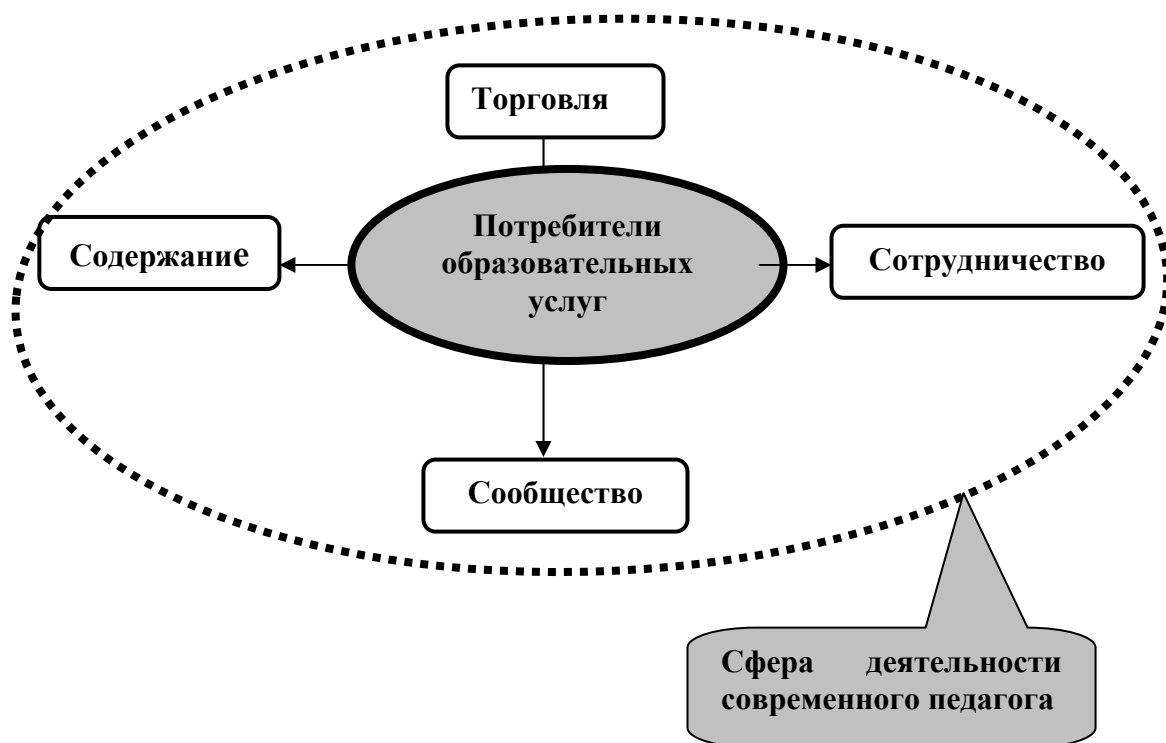 Торговля
Потребители
образовательных
услуг
Содержание
Сотрудничество
Сообщество
Сфера деятельности
современного педагога